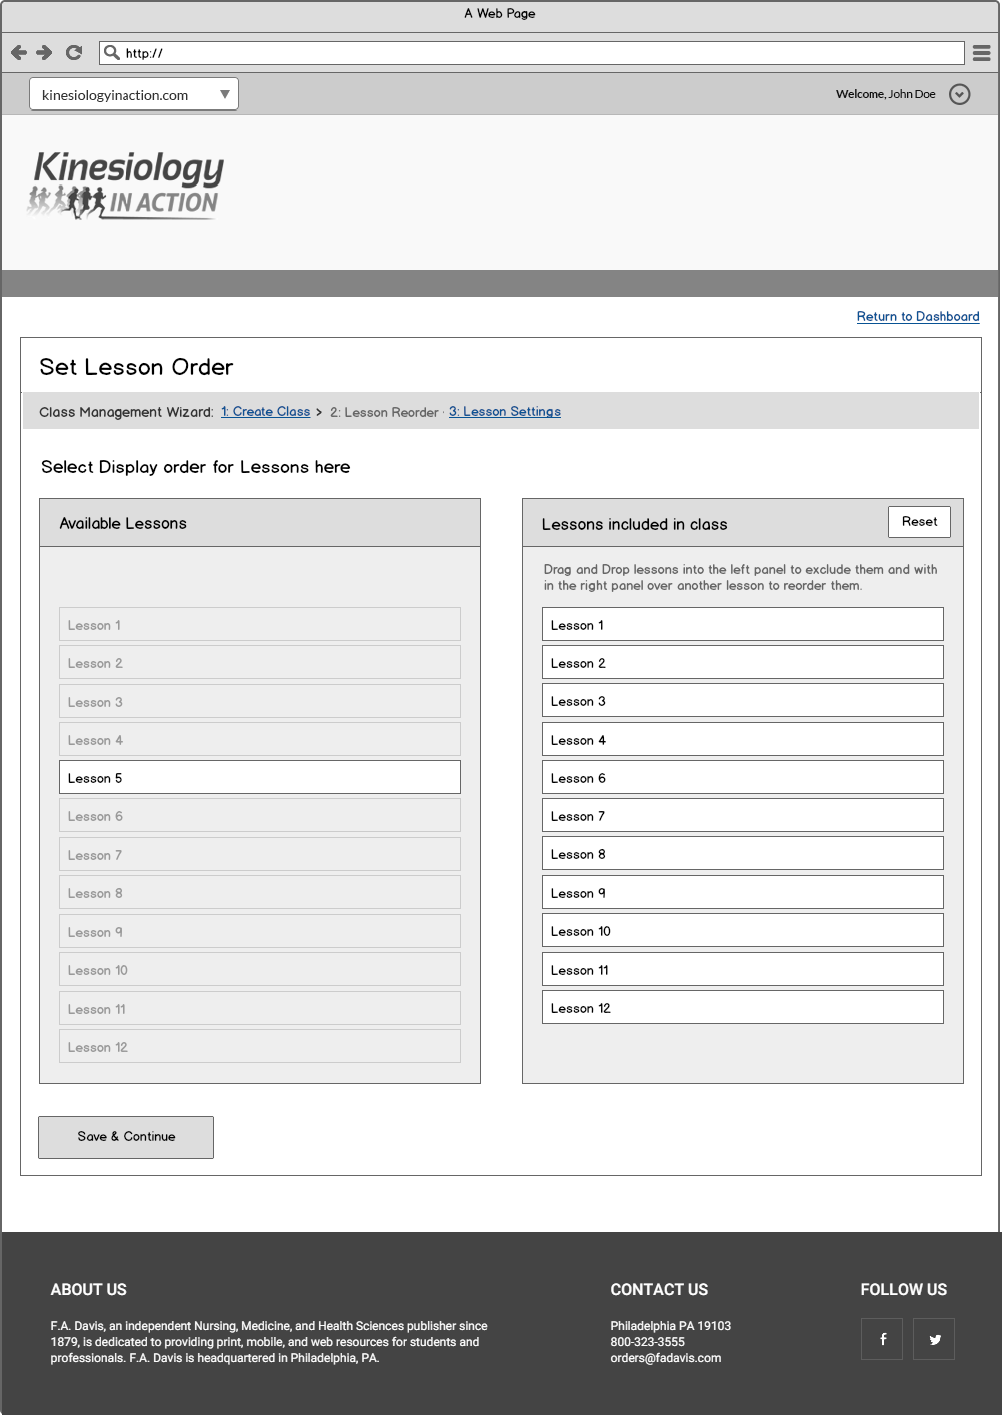 A Web Page
http://
kinesiologyinaction.com
Welcome, John Doe
Kinesiology
IN ACTION
Return to Dashboard
Set Lesson Order
Class Management Wizard: 1: Create Class > 2: Lesson Reorder · 3: Lesson Settings
Select Display order for Lessons here
Available Lessons
Lesson 1
Lesson 2
Lesson 3
Lesson 4
Lesson 5
Lesson 6
Lesson 7
Lesson 8
Lesson 9
Lesson 10
Lesson 11
Lesson 12
Lessons included in class
Reset
Drag and Drop lessons into the left panel to exclude them and with
in the right panel over another lesson to reorder them.
Lesson 1
Lesson 2
Lesson 3
Lesson 4
Lesson 6
Lesson 7
Lesson 8
Lesson 9
Lesson 10
Lesson 11
Lesson 12
Save & Continue
ABOUT US
F.A. Davis, an independent Nursing, Medicine, and Health Sciences publisher since
1879, is dedicated to providing print, mobile, and web resources for students and
professionals. F.A. Davis is headquartered in Philadelphia, PA.
CONTACT US
Philadelphia PA 19103
800-323-3555
orders@fadavis.com
FOLLOW US
f